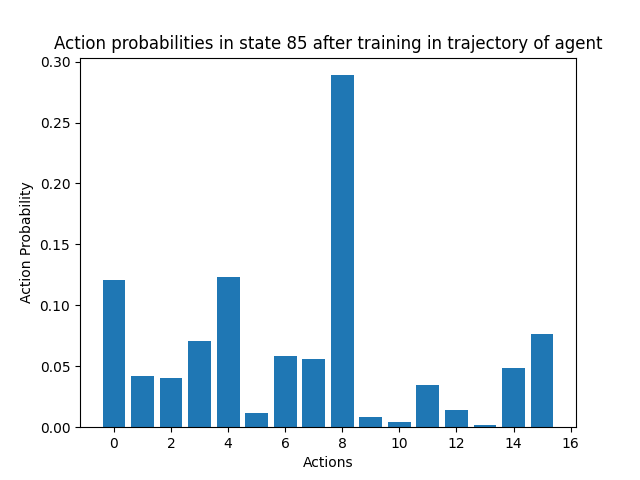 Action probabilities in state 85 after training in trajectory of agent
0.30
0.25
0.20
0.15
0.10
0.05
0.00
Action Probability
0 2 4 6 8 10 12 14 16
Actions